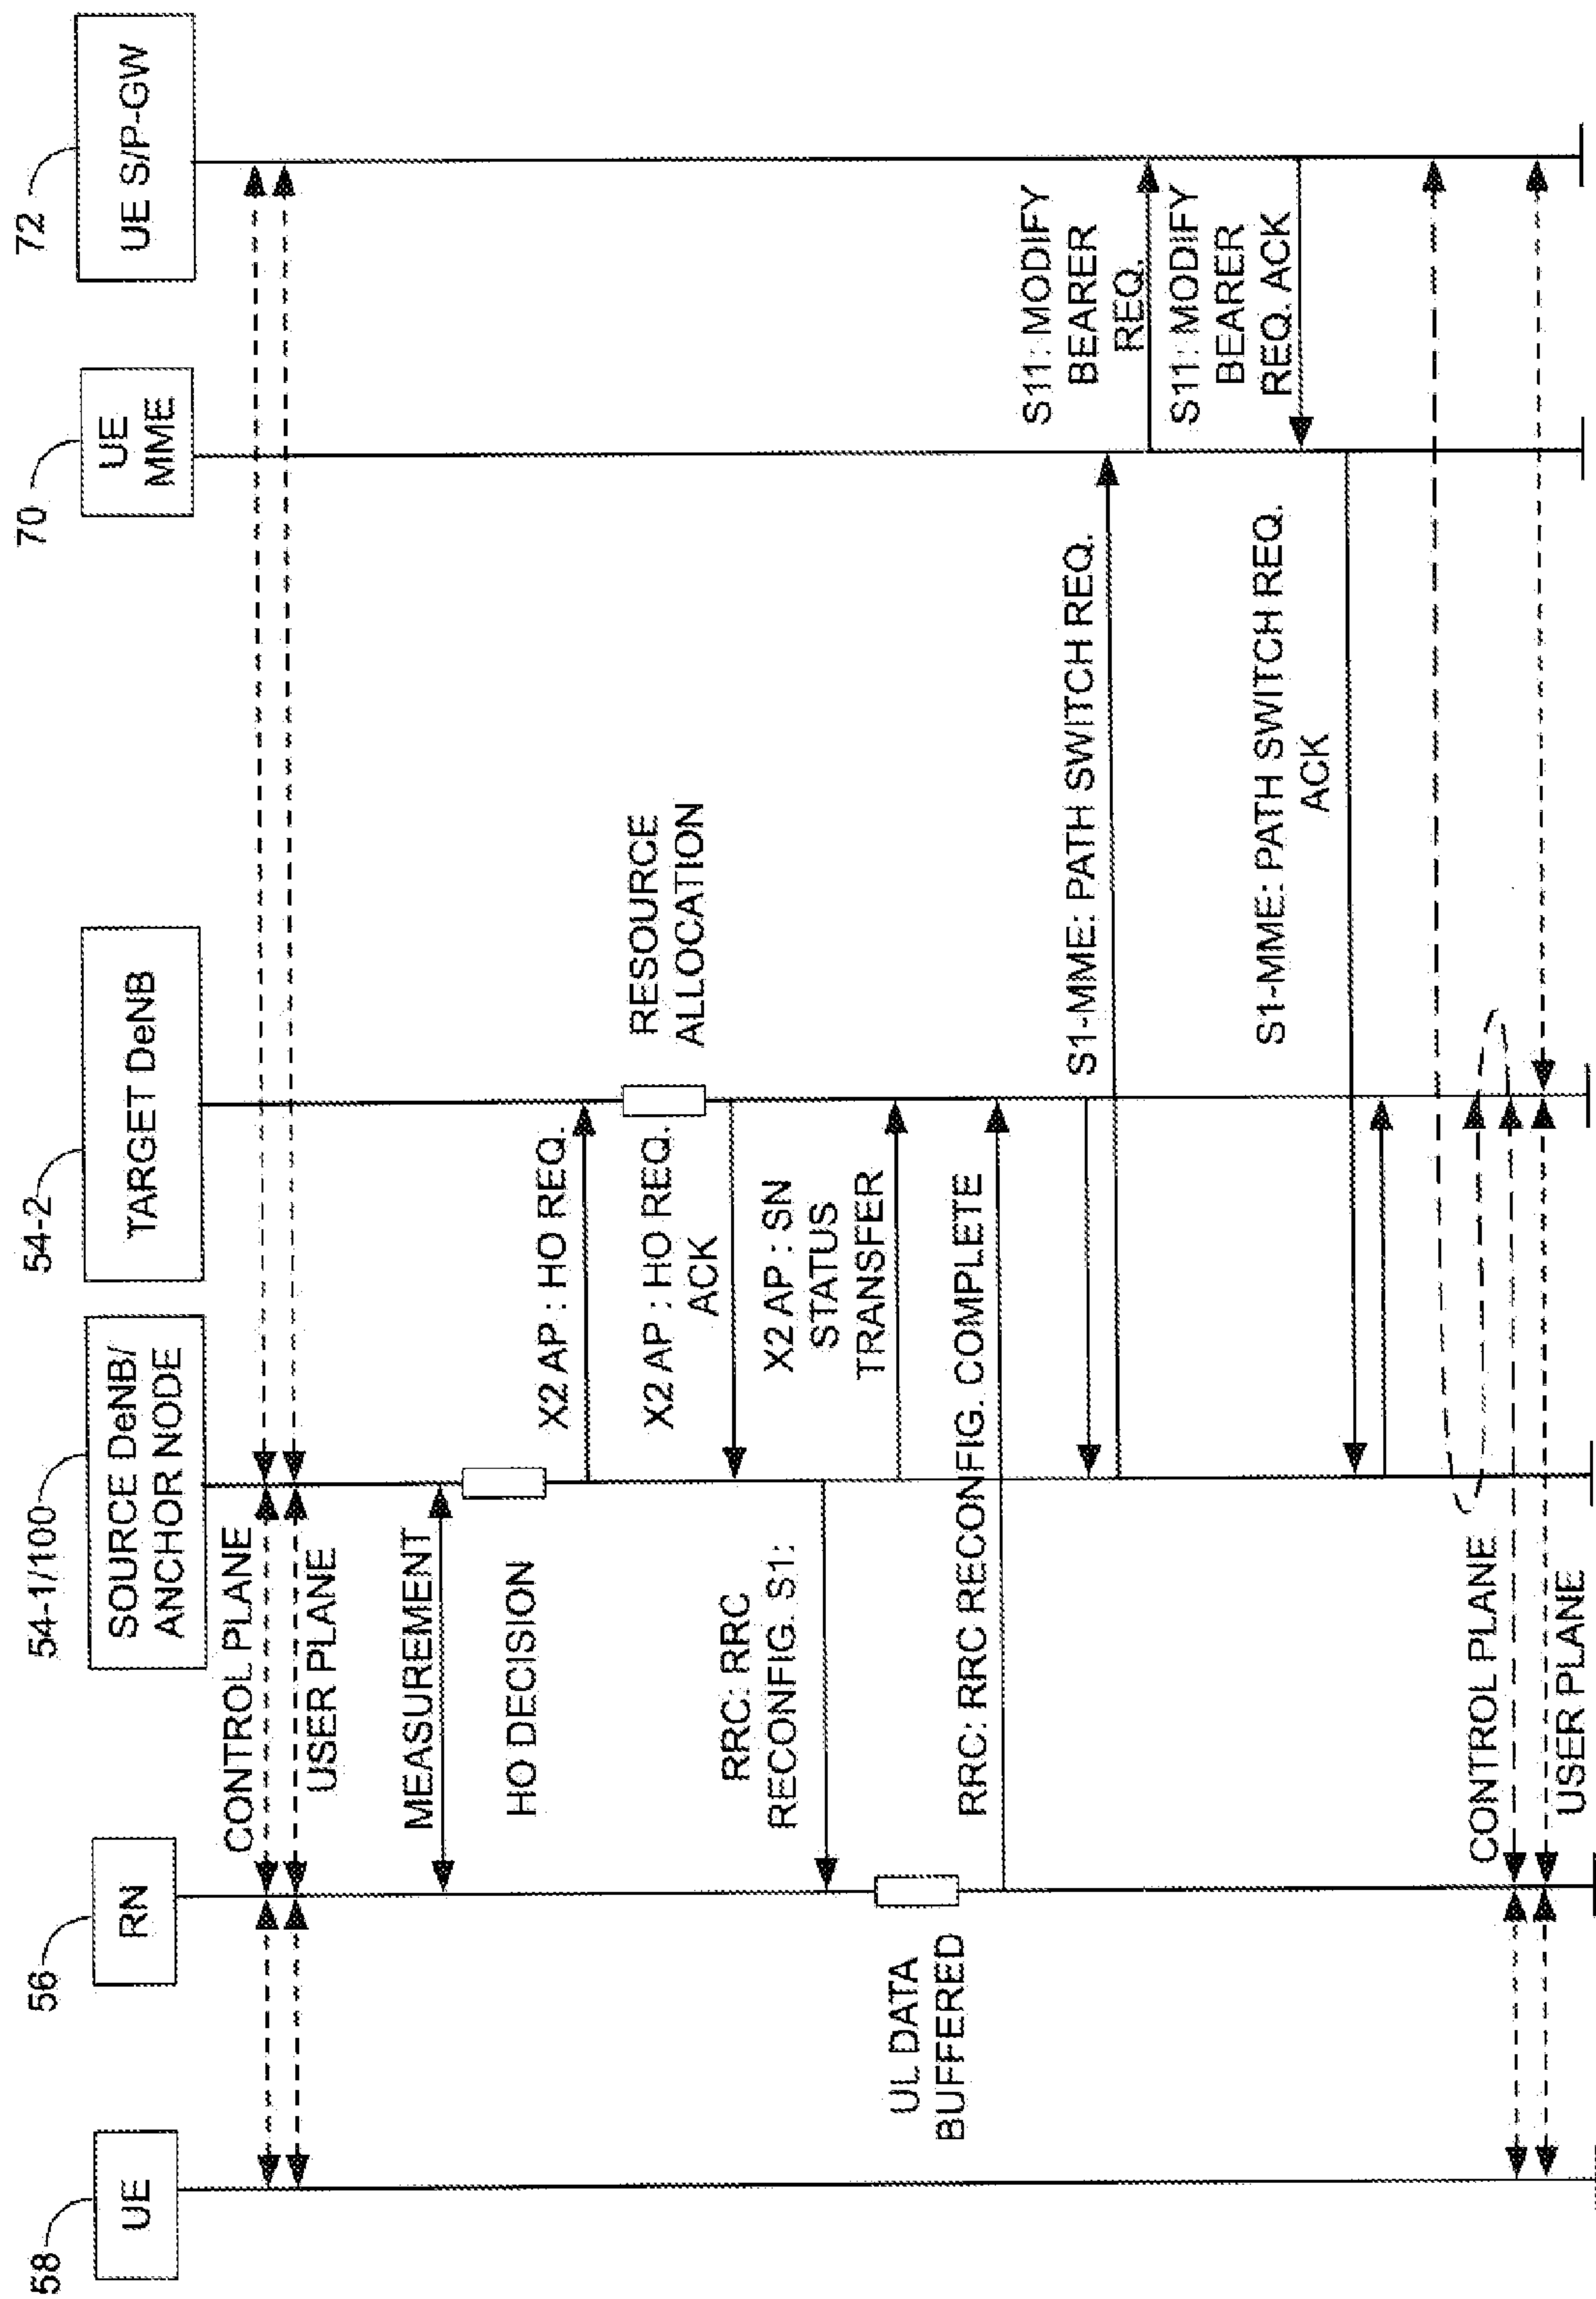 58
UE
56
RN
54-1/100
SOURCE DeNB/
ANCHOR NODE
54-2
TARGET DeNB
70
UE
MME
72
UE S/P-GW
CONTROL PLANE
USER PLANE
MEASUREMENT
HO DECISION
X2 AP : HO REQ.
RESOURCE
ALLOCATION
X2 AP : HO REQ.
ACK
RRC: RRC
RECONFIG. S1:
X2 AP : SN
STATUS
TRANSFER
UL DATA
BUFFERED
RRC: RRC RECONFIG. COMPLETE
S1-MME: PATH SWITCH REQ.
S11: MODIFY
BEARER
REQ.
S11: MODIFY
BEARER
REQ. ACK
S1-MME: PATH SWITCH REQ.
ACK
CONTROL PLANE
USER PLANE